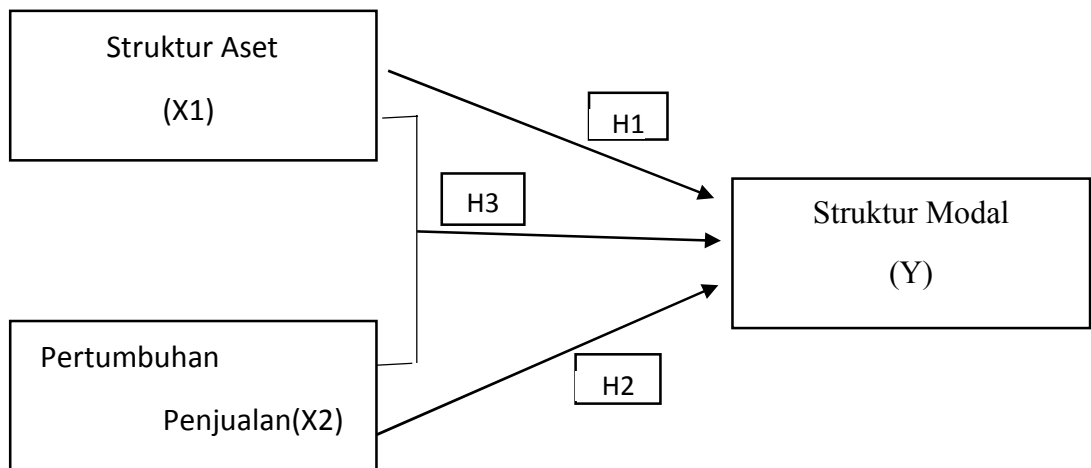 Struktur Aset
(X1)
H1
H3
Struktur Modal
(Y)
Pertumbuhan
Penjualan(X2)
H2